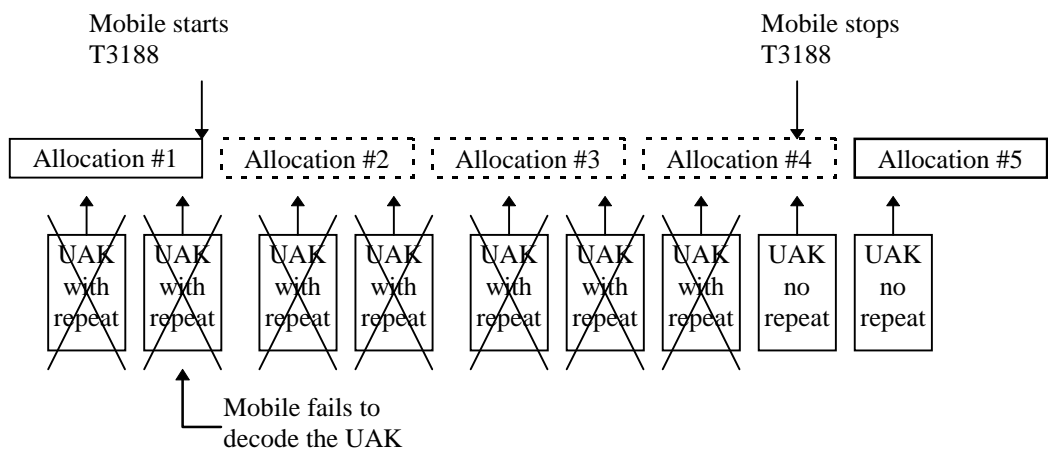 Mobile starts
T3188
Mobile stops
T3188
Allocation #1
Allocation #2
Allocation #3
Allocation #4
Allocation #5
UAK
with
repeat
UAK
with
repeat
UAK
with
repeat
UAK
with
repeat
UAK
with
repeat
UAK
with
repeat
UAK
with
repeat
UAK
no
repeat
UAK
no
repeat
Mobile fails to
decode the UAK